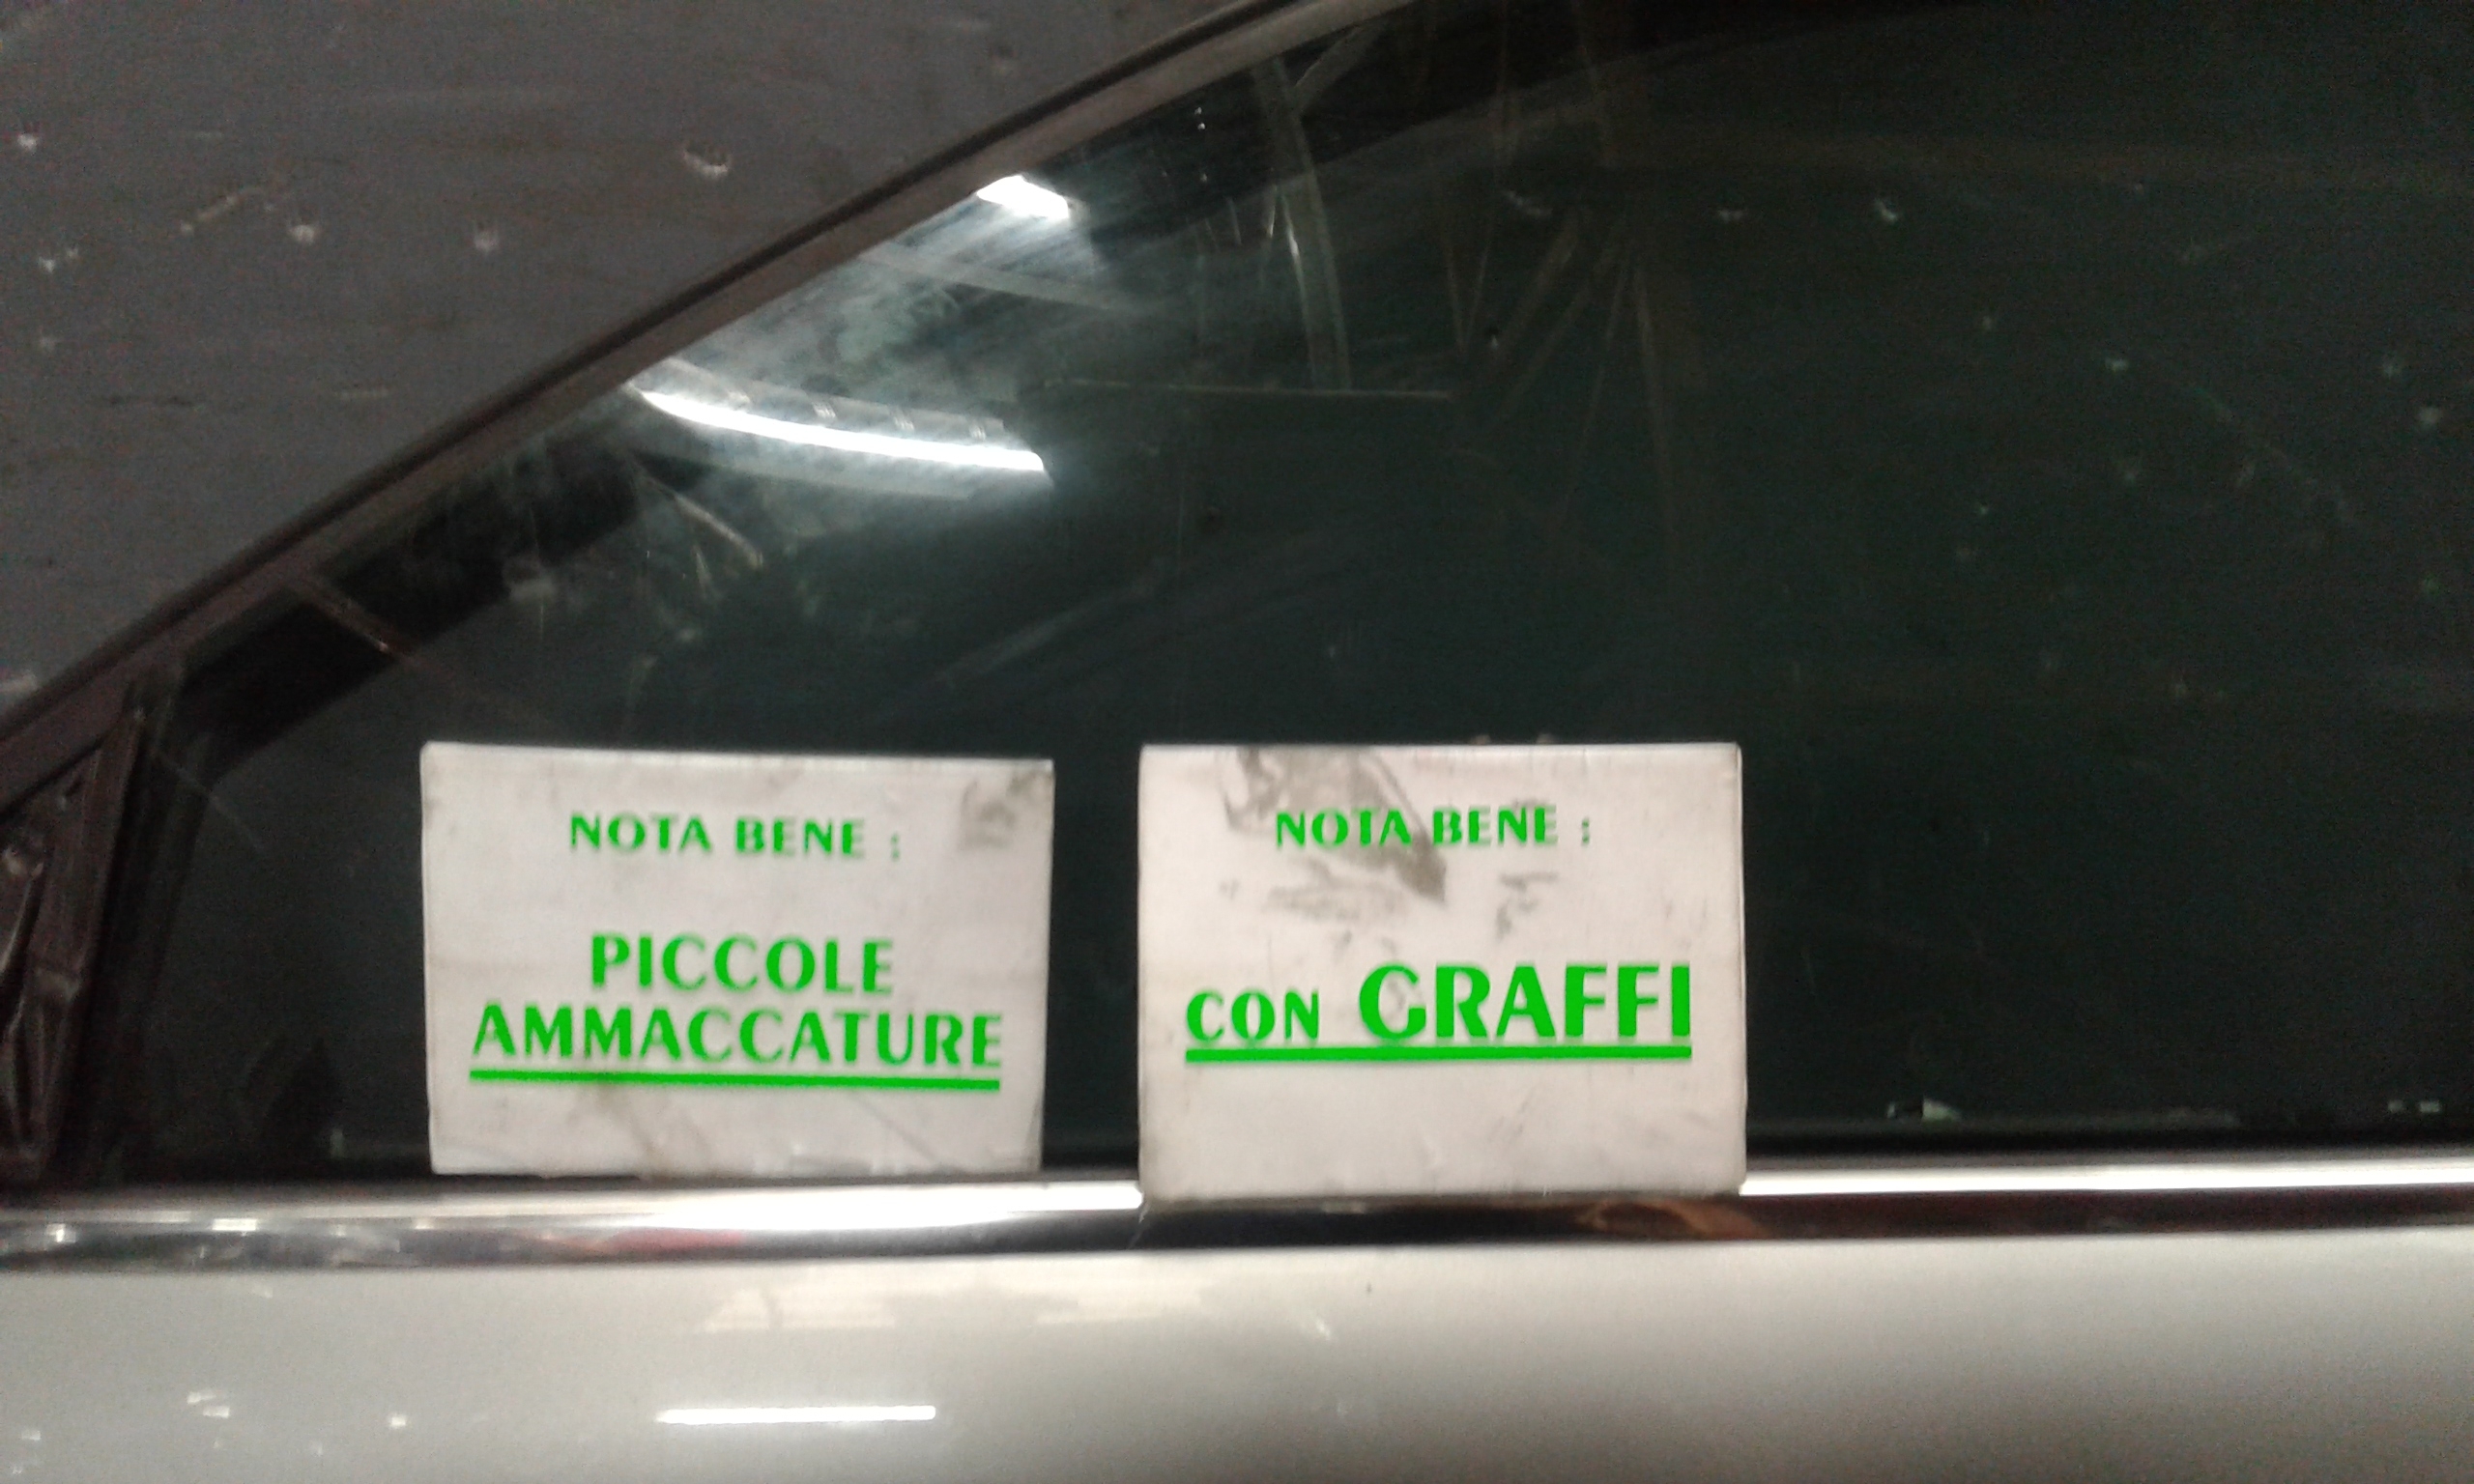 NOTA BENE :
PICCOLE
AMMACCATURE
NOTA BENE :
CON GRAFFI